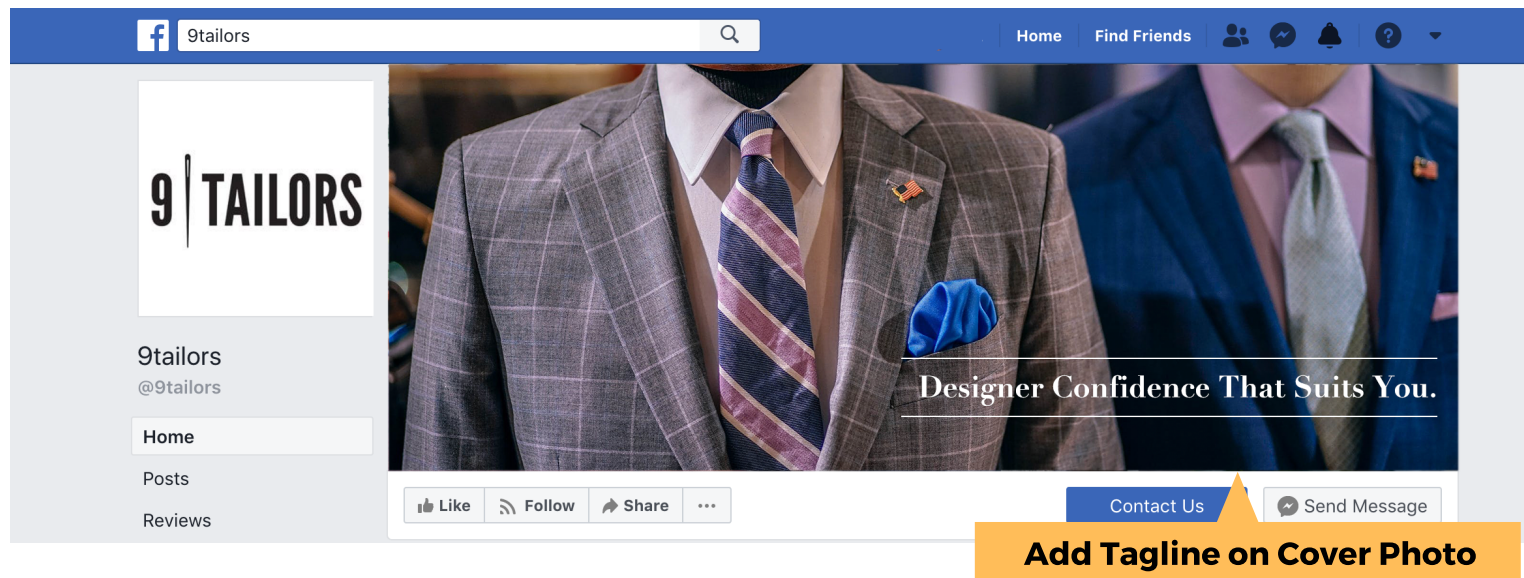 9tailors
Home
Find Friends
9 TAILORS
9tailors
@9tailors
Home
Posts
Reviews
Designer Confidence That Suits You.
Like
Follow
Share
Contact Us
Send Message
Add Tagline on Cover Photo